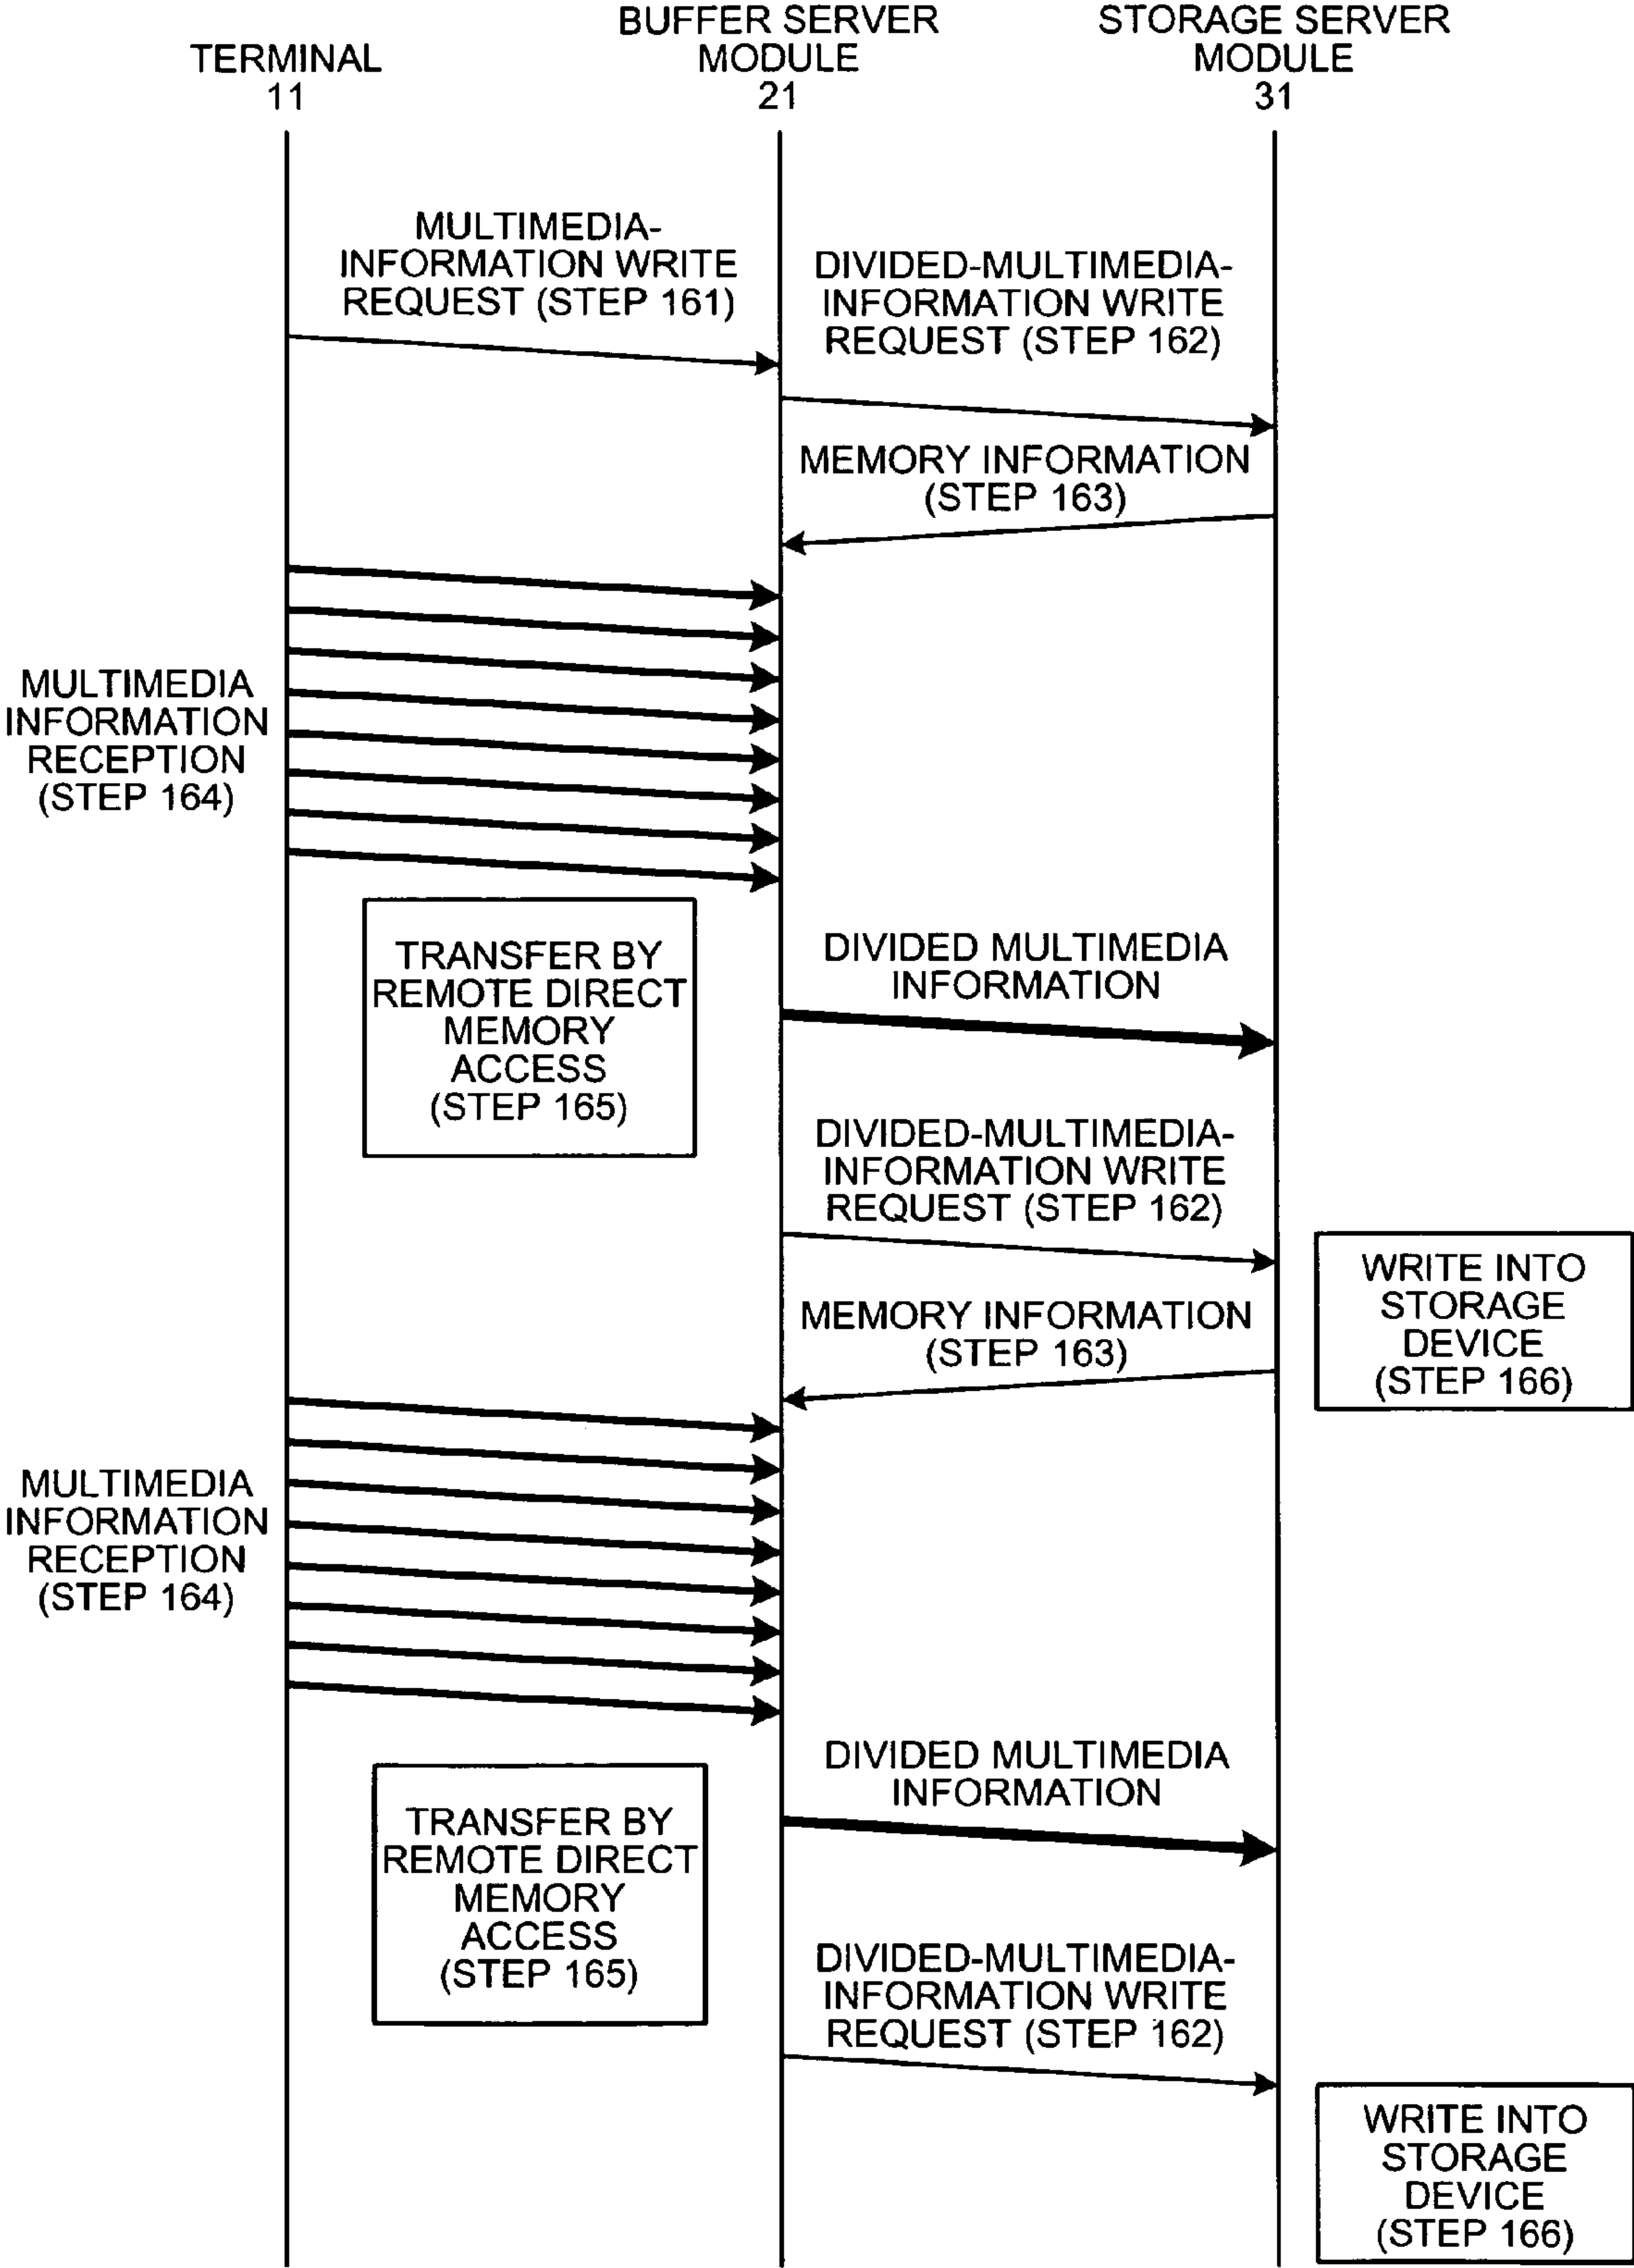 TERMINAL
11
BUFFER SERVER
MODULE
21
STORAGE SERVER
MODULE
31
MULTIMEDIA-
INFORMATION WRITE
REQUEST (STEP 161)
DIVIDED-MULTIMEDIA-
INFORMATION WRITE
REQUEST (STEP 162)
MEMORY INFORMATION
(STEP 163)
MULTIMEDIA
INFORMATION
RECEPTION
(STEP 164)
TRANSFER BY
REMOTE DIRECT
MEMORY
ACCESS
(STEP 165)
DIVIDED MULTIMEDIA
INFORMATION
DIVIDED-MULTIMEDIA-
INFORMATION WRITE
REQUEST (STEP 162)
WRITE INTO
STORAGE
DEVICE
(STEP 166)
MEMORY INFORMATION
(STEP 163)
MULTIMEDIA
INFORMATION
RECEPTION
(STEP 164)
TRANSFER BY
REMOTE DIRECT
MEMORY
ACCESS
(STEP 165)
DIVIDED MULTIMEDIA
INFORMATION
DIVIDED-MULTIMEDIA-
INFORMATION WRITE
REQUEST (STEP 162)
WRITE INTO
STORAGE
DEVICE
(STEP 166)